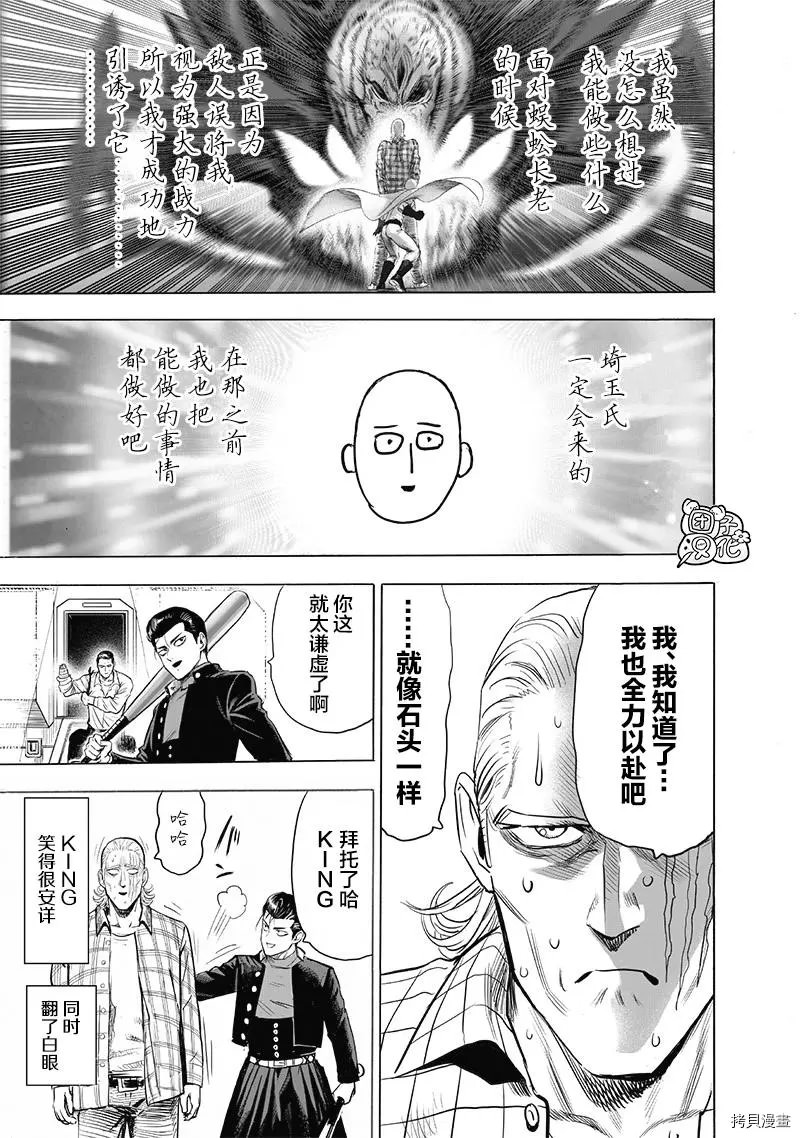 我虽然
没怎么想过
我能做些什么
面对蜈蚣长老
的时候
正是因为
敌人误将我
视为强大的战力
所以我才成功地
引诱了它……………
埼玉氏
一定会来的
在那之前
我也把
能做的事情
都做好吧
团子
汉化
我、我知道了…
我也全力以赴吧
……就像石头一样
你这
就太谦虚了啊
拜托了哈
KING
哈
哈
KING
笑得很安详
同时
翻了白眼
拷貝漫畫